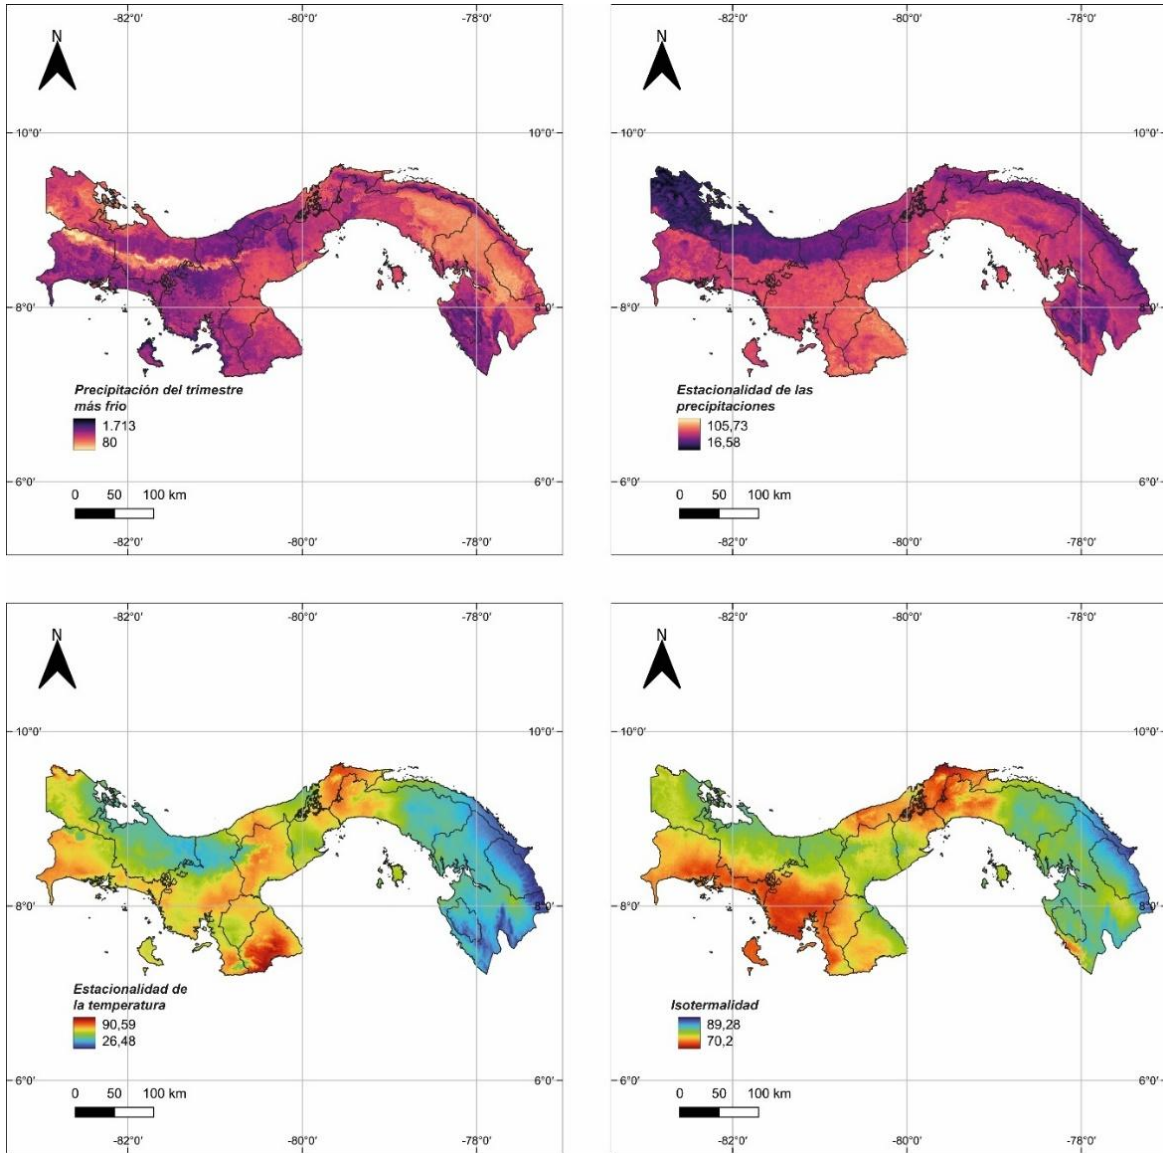 -82°0' -80°0' -78°0'
N
10°0' 10°0'
8°0'
Precipitación del trimestre
más frio
1.713
80
6°0' 6°0'
0 50 100 km
-82°0' -80°0' -78°0'
-82°0' -80°0' -78°0'
N
10°0' 10°0'
8°0'
Estacionalidad de las
precipitaciones
105,73
16,58
6°0' 6°0'
0 50 100 km
-82°0' -80°0' -78°0'
-82°0' -80°0' -78°0'
N
10°0' 10°0'
8°0' 8°0'
Estacionalidad de
la temperatura
90,59
26,48
6°0' 6°0'
0 50 100 km
-82°0' -80°0' -78°0'
-82°0' -80°0' -78°0'
N
10°0' 10°0'
8°0' 8°0'
Isotermalidad
89,28
70,2
6°0' 6°0'
0 50 100 km
-82°0' -80°0' -78°0'